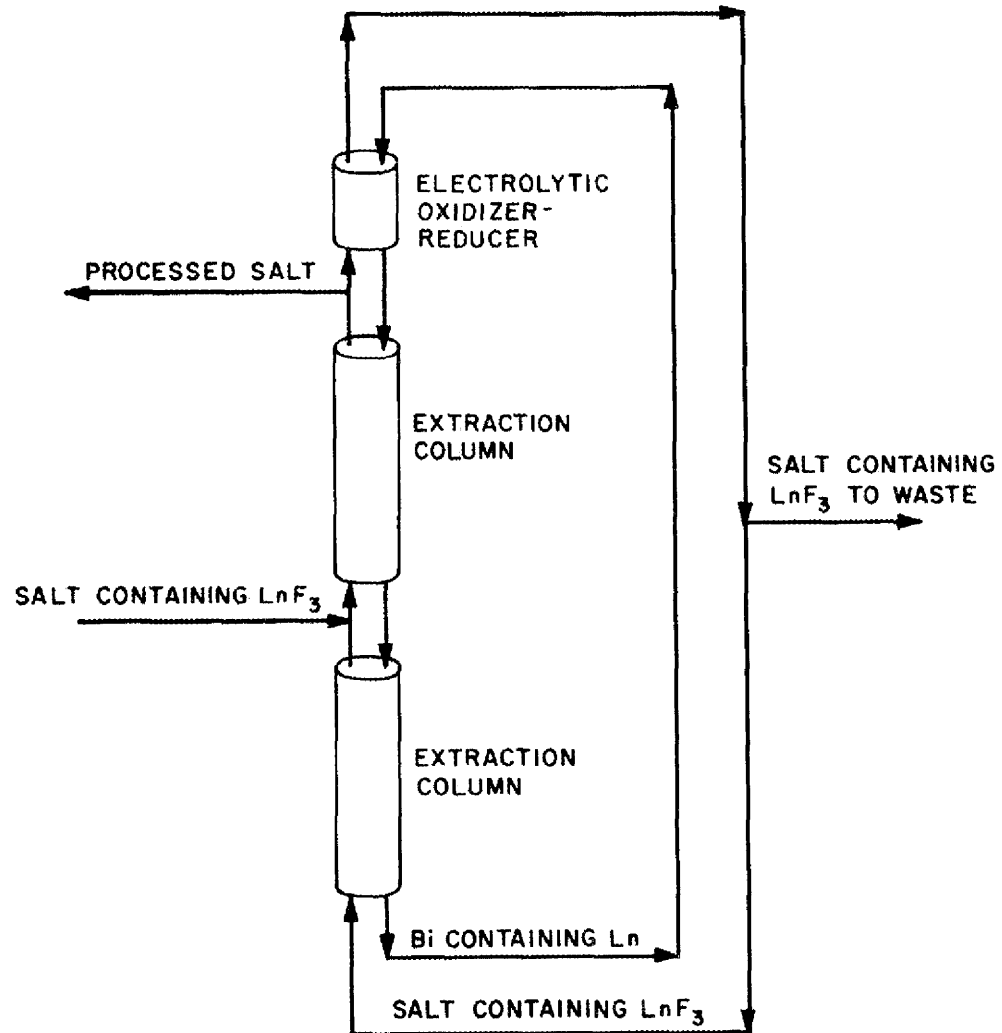 ELECTROLYTIC
OXIDIZER-
REDUCER
PROCESSED SALT
EXTRACTION
COLUMN
SALT CONTAINING
LnF₃ TO WASTE
SALT CONTAINING LnF₃
EXTRACTION
COLUMN
Bi CONTAINING Ln
SALT CONTAINING LnF₃